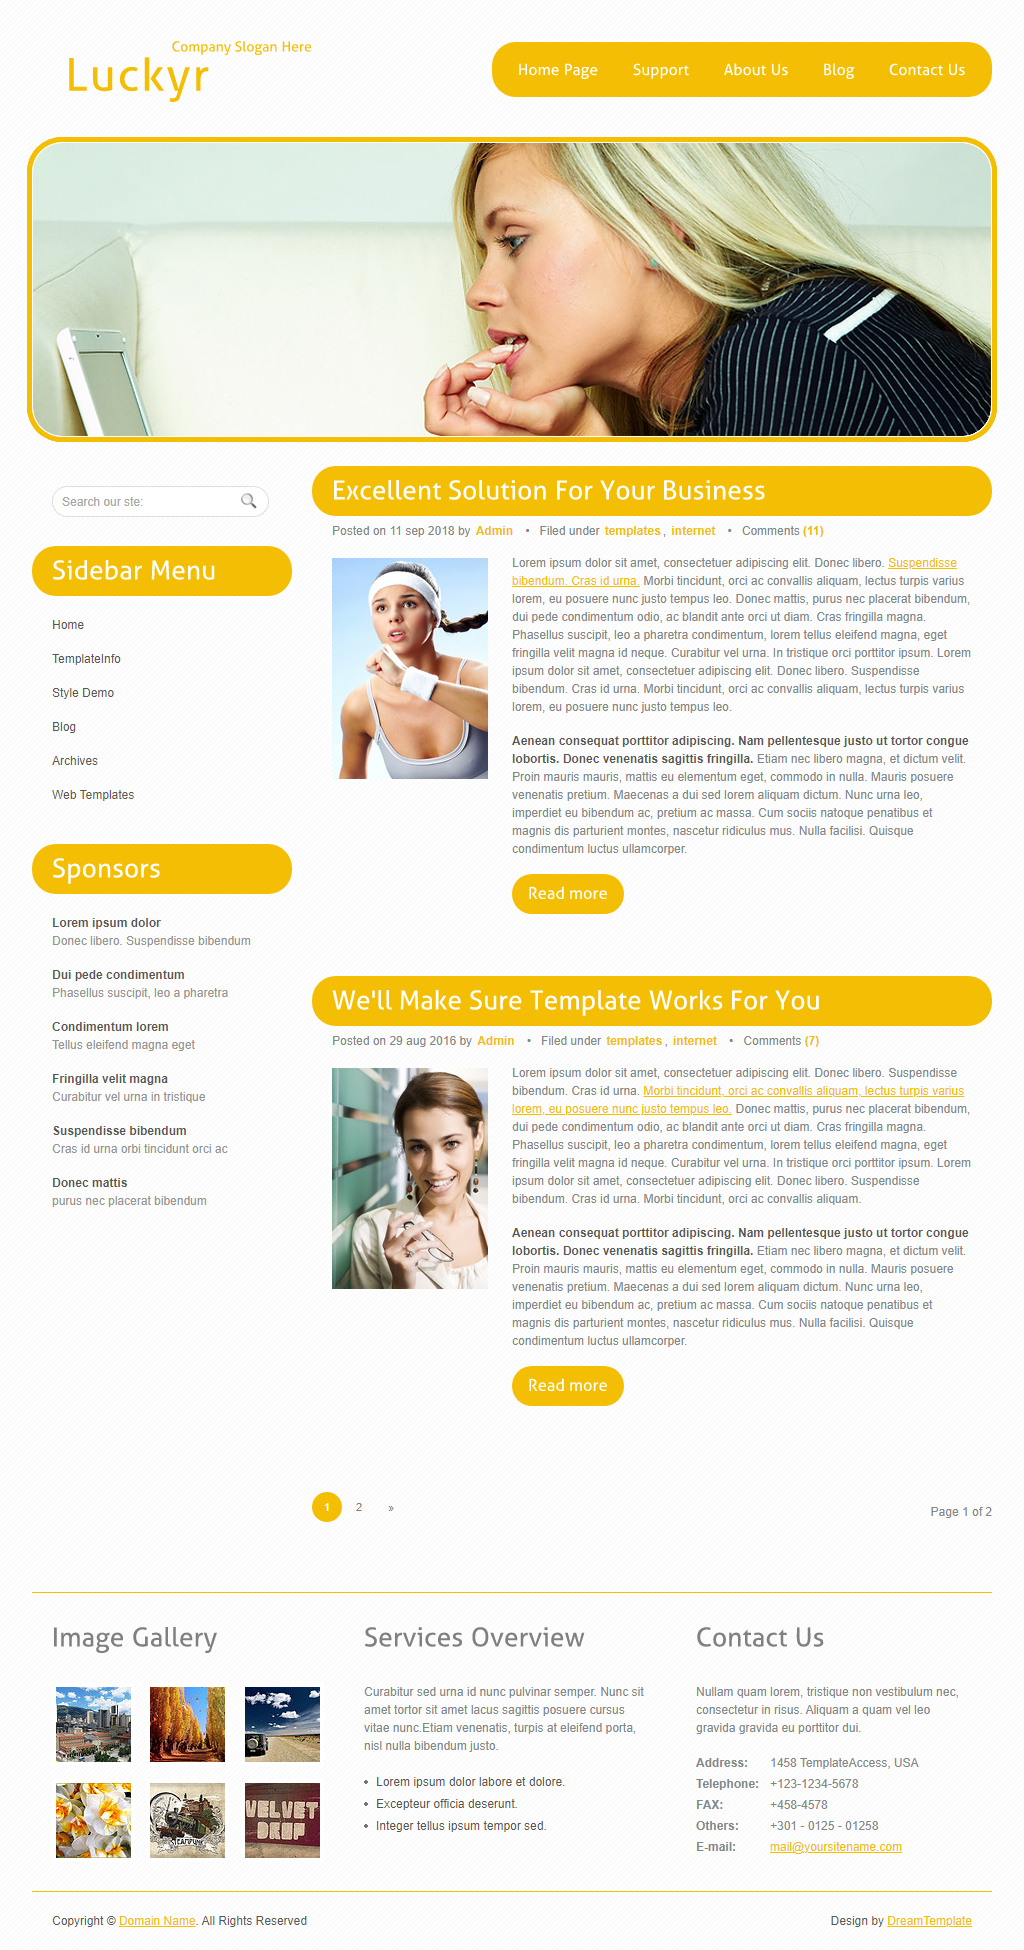 Company Slogan Here
Luckyr
Home Page Support About Us Blog Contact Us
Search our ste:
Sidebar Menu
Home
TemplateInfo
Style Demo
Blog
Archives
Web Templates
Sponsors
Lorem ipsum dolor
Donec libero. Suspendisse bibendum
Dui pede condimentum
Phasellus suscipit, leo a pharetra
Condimentum lorem
Tellus eleifend magna eget
Fringilla velit magna
Curabitur vel urna in tristique
Suspendisse bibendum
Cras id urna orbi tincidunt orci ac
Donec mattis
purus nec placerat bibendum
Excellent Solution For Your Business
Posted on 11 sep 2018 by Admin • Filed under templates, internet • Comments (11)
Lorem ipsum dolor sit amet, consectetuer adipiscing elit. Donec libero. Suspendisse
bibendum. Cras id urna. Morbi tincidunt, orci ac convallis aliquam, lectus turpis varius
lorem, eu posuere nunc justo tempus leo. Donec mattis, purus nec placerat bibendum,
dui pede condimentum odio, ac blandit ante orci ut diam. Cras fringilla magna.
Phasellus suscipit, leo a pharetra condimentum, lorem tellus eleifend magna, eget
fringilla velit magna id neque. Curabitur vel urna. In tristique orci porttitor ipsum. Lorem
ipsum dolor sit amet, consectetuer adipiscing elit. Donec libero. Suspendisse
bibendum. Cras id urna. Morbi tincidunt, orci ac convallis aliquam, lectus turpis varius
lorem, eu posuere nunc justo tempus leo.
Aenean consequat porttitor adipiscing. Nam pellentesque justo ut tortor congue
lobortis. Donec venenatis sagittis fringilla. Etiam nec libero magna, et dictum velit.
Proin mauris mauris, mattis eu elementum eget, commodo in nulla. Mauris posuere
venenatis pretium. Maecenas a dui sed lorem aliquam dictum. Nunc urna leo,
imperdiet eu bibendum ac, pretium ac massa. Cum sociis natoque penatibus et
magnis dis parturient montes, nascetur ridiculus mus. Nulla facilisi. Quisque
condimentum luctus ullamcorper.
Read more
We'll Make Sure Template Works For You
Posted on 29 aug 2016 by Admin • Filed under templates, internet • Comments (7)
Lorem ipsum dolor sit amet, consectetuer adipiscing elit. Donec libero. Suspendisse
bibendum. Cras id urna. Morbi tincidunt, orci ac convallis aliquam, lectus turpis varius
lorem, eu posuere nunc justo tempus leo. Donec mattis, purus nec placerat bibendum,
dui pede condimentum odio, ac blandit ante orci ut diam. Cras fringilla magna.
Phasellus suscipit, leo a pharetra condimentum, lorem tellus eleifend magna, eget
fringilla velit magna id neque. Curabitur vel urna. In tristique orci porttitor ipsum. Lorem
ipsum dolor sit amet, consectetuer adipiscing elit. Donec libero. Suspendisse
bibendum. Cras id urna. Morbi tincidunt, orci ac convallis aliquam.
Aenean consequat porttitor adipiscing. Nam pellentesque justo ut tortor congue
lobortis. Donec venenatis sagittis fringilla. Etiam nec libero magna, et dictum velit.
Proin mauris mauris, mattis eu elementum eget, commodo in nulla. Mauris posuere
venenatis pretium. Maecenas a dui sed lorem aliquam dictum. Nunc urna leo,
imperdiet eu bibendum ac, pretium ac massa. Cum sociis natoque penatibus et
magnis dis parturient montes, nascetur ridiculus mus. Nulla facilisi. Quisque
condimentum luctus ullamcorper.
Read more
1 2 » Page 1 of 2
Image Gallery
STEAMPUNK
VELVET
DROP
Services Overview
Curabitur sed urna id nunc pulvinar semper. Nunc sit
amet tortor sit amet lacus sagittis posuere cursus
vitae nunc.Etiam venenatis, turpis at eleifend porta,
nisl nulla bibendum justo.
• Lorem ipsum dolor labore et dolore.
• Excepteur officia deserunt.
• Integer tellus ipsum tempor sed.
Contact Us
Nullam quam lorem, tristique non vestibulum nec,
consectetur in risus. Aliquam a quam vel leo
gravida gravida eu porttitor dui.
Address: 1458 TemplateAccess, USA
Telephone: +123-1234-5678
FAX: +458-4578
Others: +301 - 0125 - 01258
E-mail: mail@yoursitename.com
Copyright © Domain Name. All Rights Reserved
Design by DreamTemplate